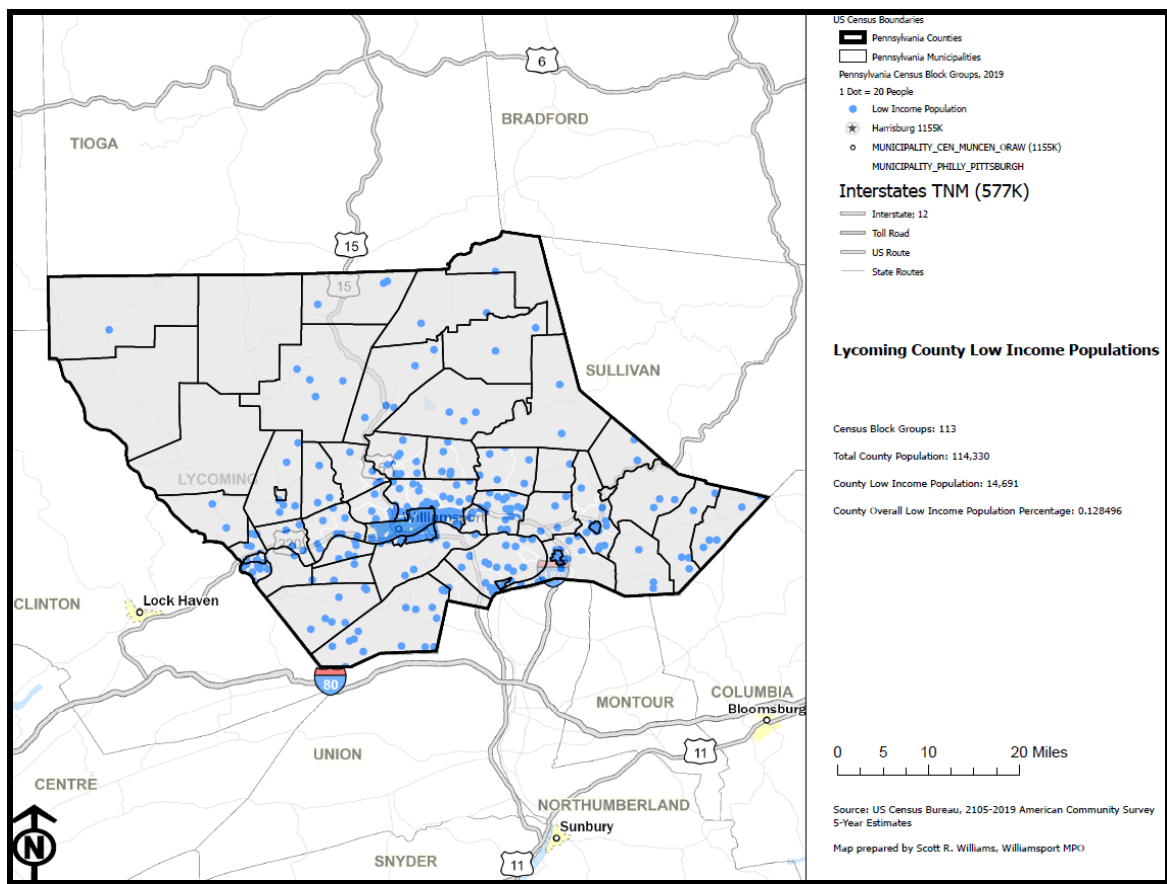 6
BRADFORD
TIOGA
15
15
SULLIVAN
LYCOMING
15
Williamsport
220
CLINTON
Lock Haven
80
MONTOUR
COLUMBIA
Bloomsburg
UNION
11
CENTRE
NORTHUMBERLAND
Sunbury
SNYDER
11
N
US Census Boundaries
Pennsylvania Counties
Pennsylvania Municipalities
Pennsylvania Census Block Groups, 2019
1 Dot = 20 People
Low Income Population
Harrisburg 1155K
MUNICIPALITY_CEN_MUNCEN_ORAW (1155K)
MUNICIPALITY_PHILLY_PITTSBURGH
Interstates TNM (577K)
Interstate; 12
Toll Road
US Route
State Routes
Lycoming County Low Income Populations
Census Block Groups: 113
Total County Population: 114,330
County Low Income Population: 14,691
County Overall Low Income Population Percentage: 0.128496
0 5 10 20 Miles
Source: US Census Bureau, 2105-2019 American Community Survey
5-Year Estimates
Map prepared by Scott R. Williams, Williamsport MPO